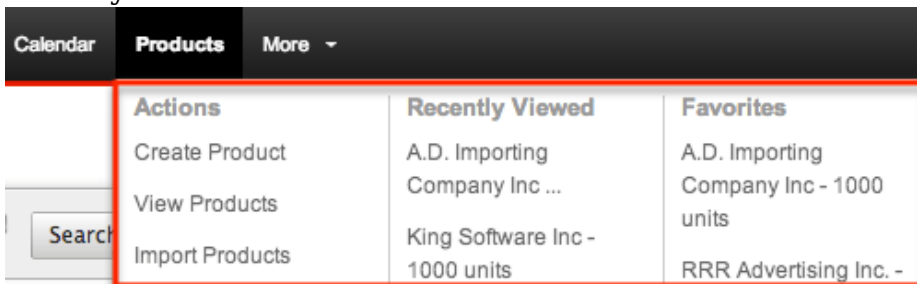 Calendar Products More
Actions
Create Product
View Products
Import Products
Recently Viewed
A.D. Importing
Company Inc ...
King Software Inc -
1000 units
Favorites
A.D. Importing
Company Inc - 1000
units
RRR Advertising Inc. -
Search